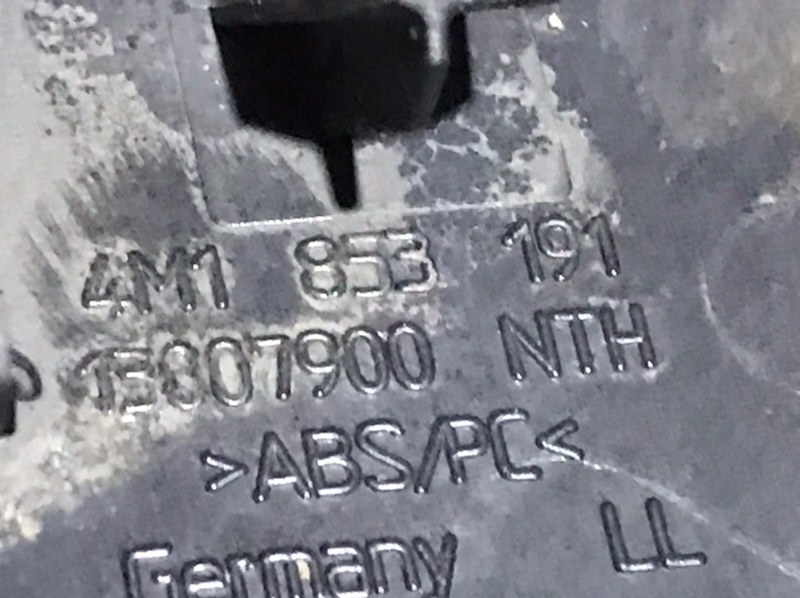 4M1 853 191
15807900 NTH
>ABS/PC<
Germany LL